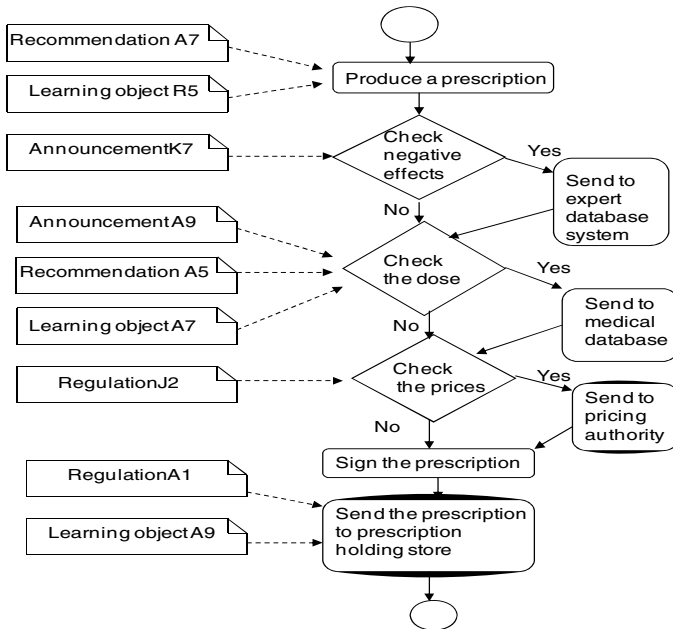 Recommendation A7
Produce a prescription
Learning object R5
AnnouncementK7
Check
negative
effects
Yes
Send to
expert
database
system
No
Announcement A9
Recommendation A5
Learning object A7
Check
the dose
Yes
Send to
medical
database
No
RegulationJ2
Check
the prices
Yes
Send to
pricing
authority
No
Sign the prescription
RegulationA1
Learning object A9
Send the prescription
to prescription
holding store